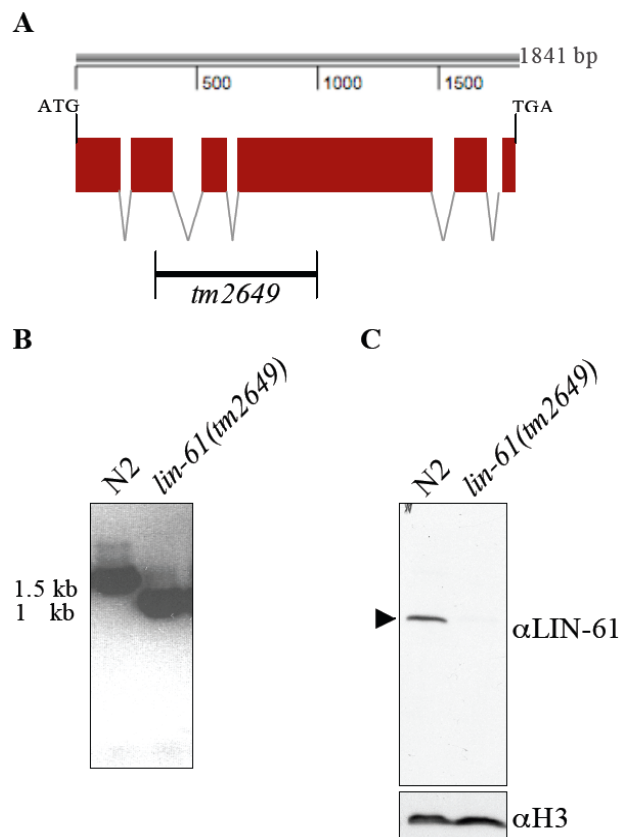 A
1841 bp
500 1000 1500
ATG TGA
tm2649
B
C
N2 lin-61(tm2649)
N2 lin-61(tm2649)
1.5 kb
1 kb
αLIN-61
αH3